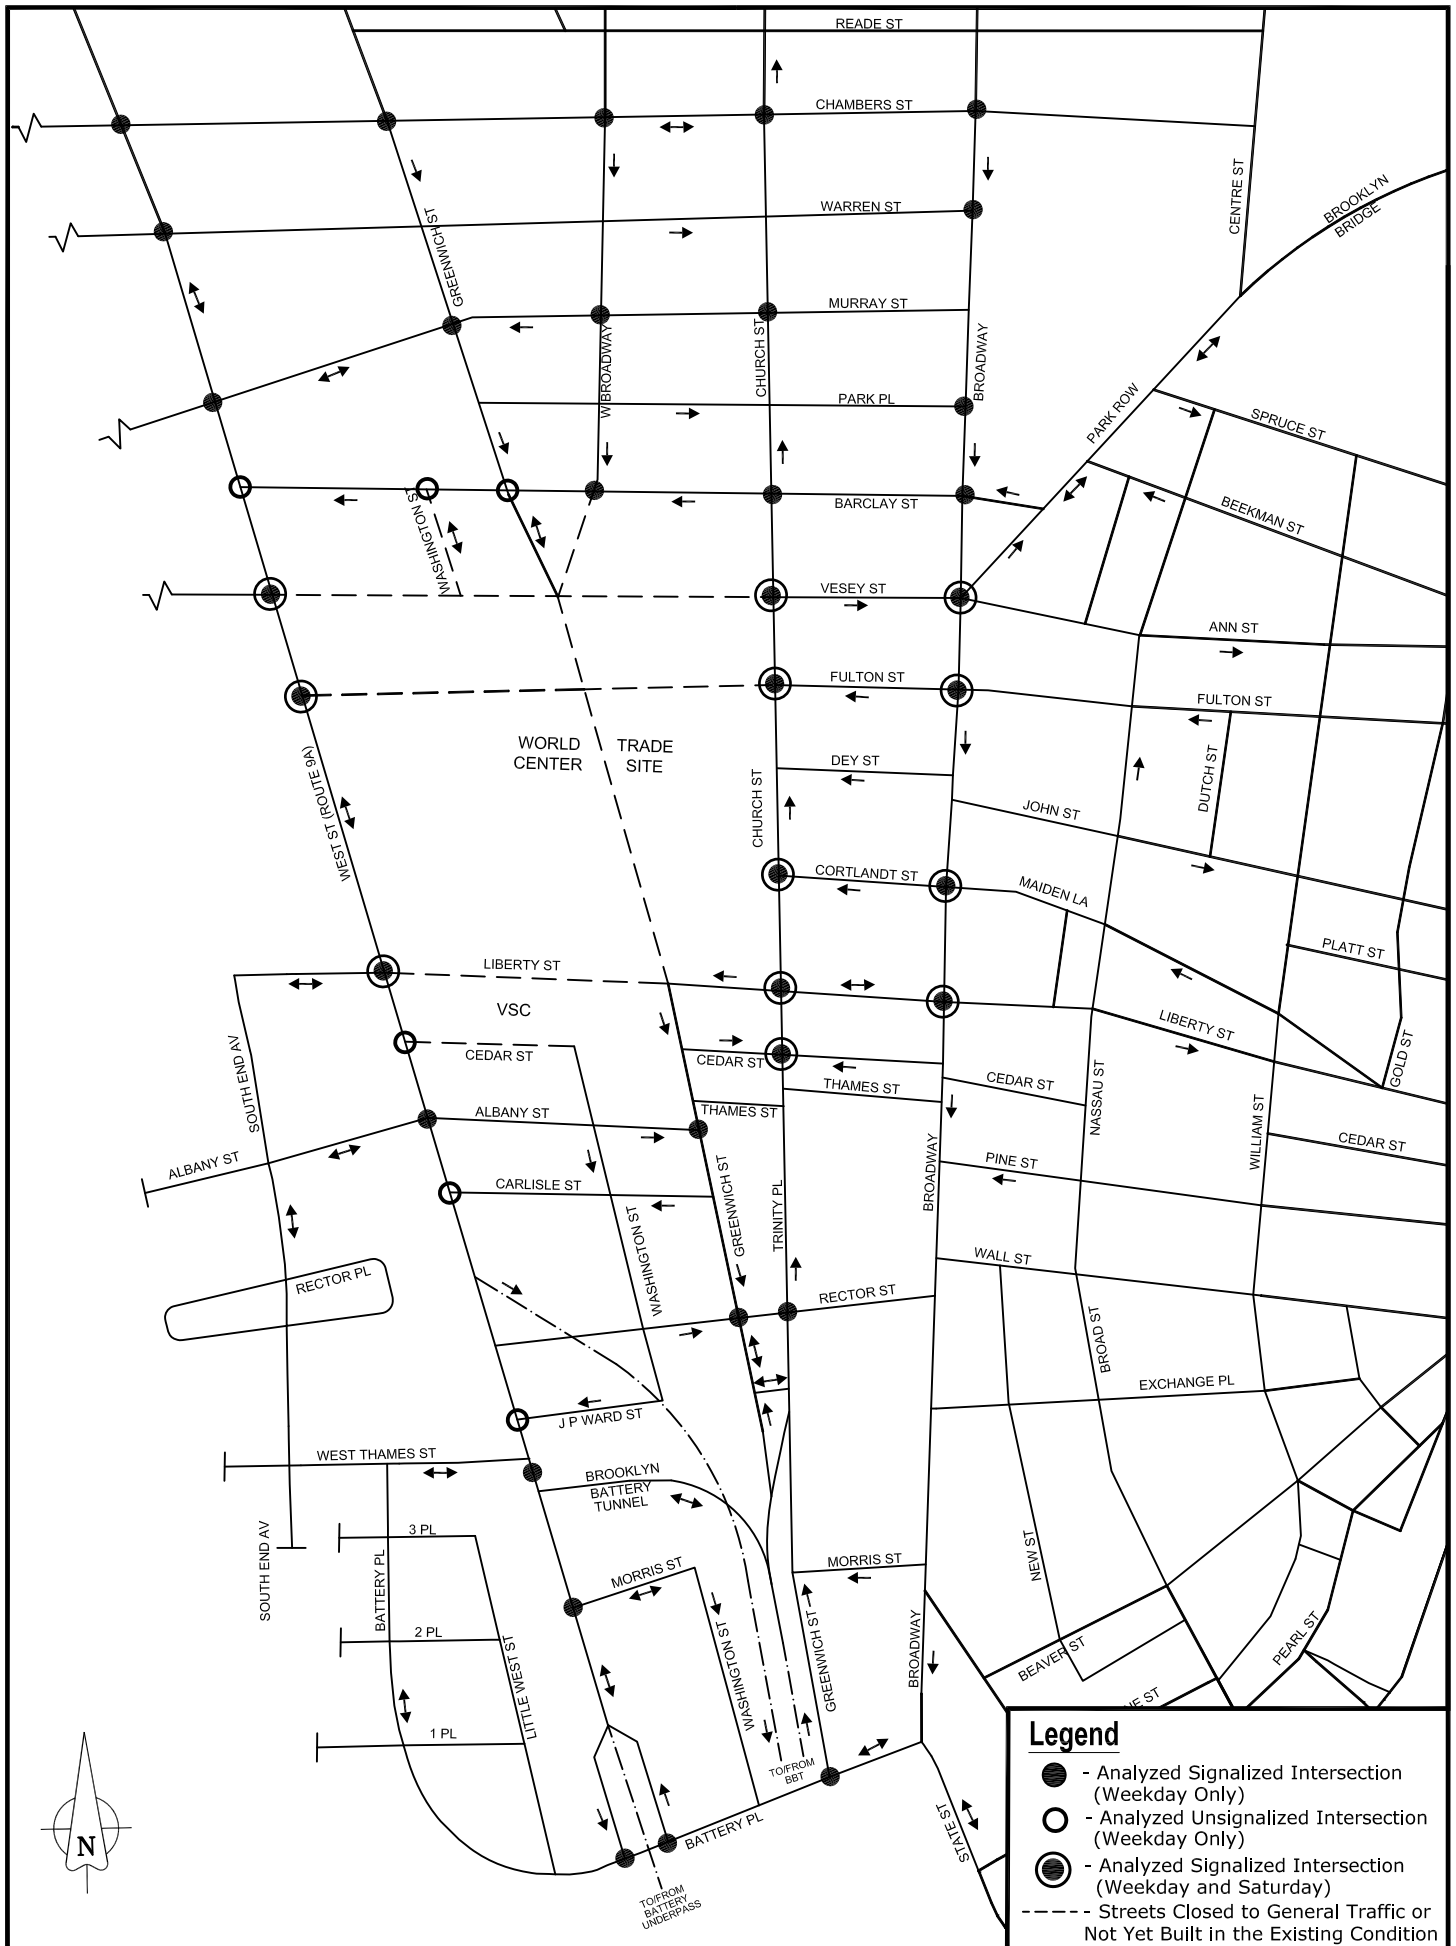 READE ST
CHAMBERS ST
CENTRE ST
BROOKLYN
BRIDGE
WARREN ST
GREENWICH ST
MURRAY ST
W BROADWAY
CHURCH ST
BROADWAY
PARK PL
PARK ROW
SPRUCE ST
BARCLAY ST
BEEKMAN ST
WASHINGTON ST
VESEY ST
ANN ST
FULTON ST
FULTON ST
WORLD TRADE
CENTER SITE
DEY ST
DUTCH ST
WEST ST (ROUTE 9A)
CHURCH ST
JOHN ST
CORTLANDT ST
MAIDEN LA
PLATT ST
LIBERTY ST
VSC
LIBERTY ST
GOLD ST
CEDAR ST
CEDAR ST
SOUTH END AV
THAMES ST
CEDAR ST
NASSAU ST
THAMES ST
ALBANY ST
WILLIAM ST
CEDAR ST
ALBANY ST
BROADWAY
PINE ST
CARLISLE ST
GREENWICH ST
TRINITY PL
WASHINGTON ST
WALL ST
RECTOR PL
RECTOR ST
BROAD ST
EXCHANGE PL
J P WARD ST
WEST THAMES ST
BROOKLYN
BATTERY
TUNNEL
3 PL
SOUTH END AV
BATTERY PL
MORRIS ST
MORRIS ST
NEW ST
2 PL
LITTLE WEST ST
WASHINGTON ST
GREENWICH ST
BROADWAY
BEAVER ST
PEARL ST
NE ST
1 PL
TO/FROM
BBT
BATTERY PL
STATE ST
TO/FROM
BATTERY
UNDERPASS
N
Legend
- Analyzed Signalized Intersection
(Weekday Only)
- Analyzed Unsignalized Intersection
(Weekday Only)
- Analyzed Signalized Intersection
(Weekday and Saturday)
- Streets Closed to General Traffic or
Not Yet Built in the Existing Condition